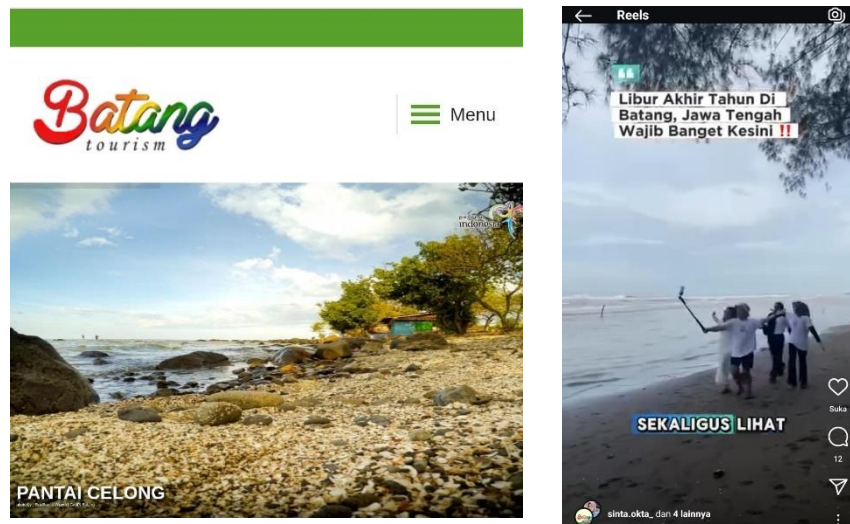 Batang
tourism
Menu
indonesia
PANTAI CELONG
Reels
Libur Akhir Tahun Di
Batang, Jawa Tengah
Wajib Banget Kesini !!
SEKALIGUS LIHAT
Suka
12
sinta.okta_ dan 4 lainnya